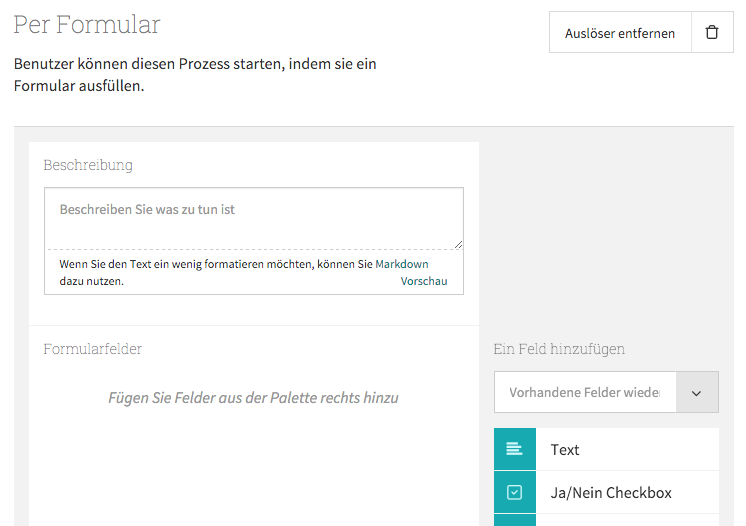 Per Formular
Auslöser entfernen
Benutzer können diesen Prozess starten, indem sie ein
Formular ausfüllen.
Beschreibung
Beschreiben Sie was zu tun ist
Wenn Sie den Text ein wenig formatieren möchten, können Sie Markdown
dazu nutzen.
Vorschau
Formularfelder
Ein Feld hinzufügen
Fügen Sie Felder aus der Palette rechts hinzu
Vorhandene Felder wieder
Text
Ja/Nein Checkbox